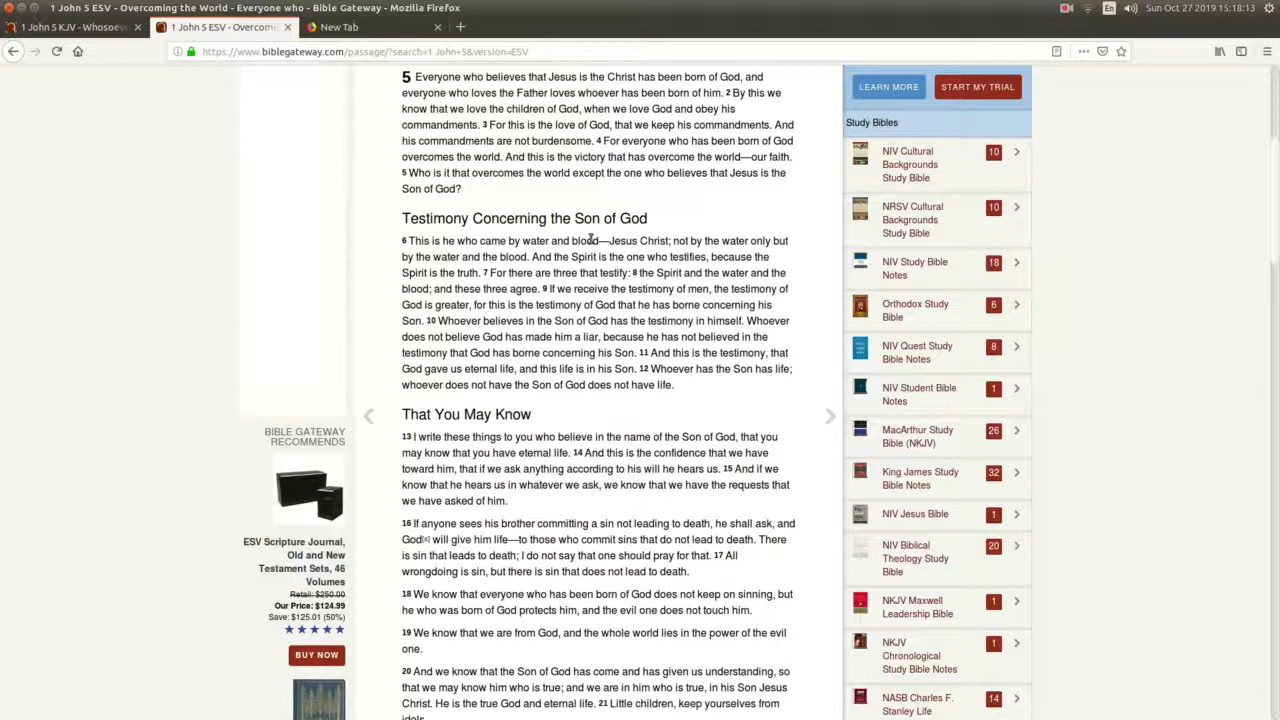 1 John 5 ESV - Overcoming the World - Everyone who - Bible Gateway - Mozilla Firefox
En
Sun Oct 27 2019 15:18:13
1 John 5 KJV - Whosoev
1 John 5 ESV - Overcomi
New Tab
https://www.biblegateway.com/passage/?search=1 John+5&version=ESV
5 Everyone who believes that Jesus is the Christ has been born of God, and
everyone who loves the Father loves whoever has been born of him. 2 By this we
know that we love the children of God, when we love God and obey his
commandments. 3 For this is the love of God, that we keep his commandments. And
his commandments are not burdensome. 4 For everyone who has been born of God
overcomes the world. And this is the victory that has overcome the world—our faith.
5 Who is it that overcomes the world except the one who believes that Jesus is the
Son of God?
Testimony Concerning the Son of God
6 This is he who came by water and blood—Jesus Christ; not by the water only but
by the water and the blood. And the Spirit is the one who testifies, because the
Spirit is the truth. 7 For there are three that testify: 8 the Spirit and the water and the
blood; and these three agree. 9 If we receive the testimony of men, the testimony of
God is greater, for this is the testimony of God that he has borne concerning his
Son. 10 Whoever believes in the Son of God has the testimony in himself. Whoever
does not believe God has made him a liar, because he has not believed in the
testimony that God has borne concerning his Son. 11 And this is the testimony, that
God gave us eternal life, and this life is in his Son. 12 Whoever has the Son has life;
whoever does not have the Son of God does not have life.
That You May Know
13 I write these things to you who believe in the name of the Son of God, that you
may know that you have eternal life. 14 And this is the confidence that we have
toward him, that if we ask anything according to his will he hears us. 15 And if we
know that he hears us in whatever we ask, we know that we have the requests that
we have asked of him.
16 If anyone sees his brother committing a sin not leading to death, he shall ask, and
God[a] will give him life—to those who commit sins that do not lead to death. There
is sin that leads to death; I do not say that one should pray for that. 17 All
wrongdoing is sin, but there is sin that does not lead to death.
18 We know that everyone who has been born of God does not keep on sinning, but
he who was born of God protects him, and the evil one does not touch him.
19 We know that we are from God, and the whole world lies in the power of the evil
one.
20 And we know that the Son of God has come and has given us understanding, so
that we may know him who is true; and we are in him who is true, in his Son Jesus
Christ. He is the true God and eternal life. 21 Little children, keep yourselves from
idols.
BIBLE GATEWAY
RECOMMENDS
ESV Scripture Journal,
Old and New
Testament Sets, 46
Volumes
Retail: $250.00
Our Price: $124.99
Save: $125.01 (50%)
BUY NOW
LEARN MORE
START MY TRIAL
Study Bibles
NIV Cultural
Backgrounds
Study Bible
10
NRSV Cultural
Backgrounds
Study Bible
10
NIV Study Bible
Notes
18
Orthodox Study
Bible
6
NIV Quest Study
Bible Notes
8
NIV Student Bible
Notes
1
MacArthur Study
Bible (NKJV)
26
King James Study
Bible Notes
32
NIV Jesus Bible
1
NIV Biblical
Theology Study
Bible
20
NKJV Maxwell
Leadership Bible
1
NKJV
Chronological
Study Bible Notes
1
NASB Charles F.
Stanley Life
14